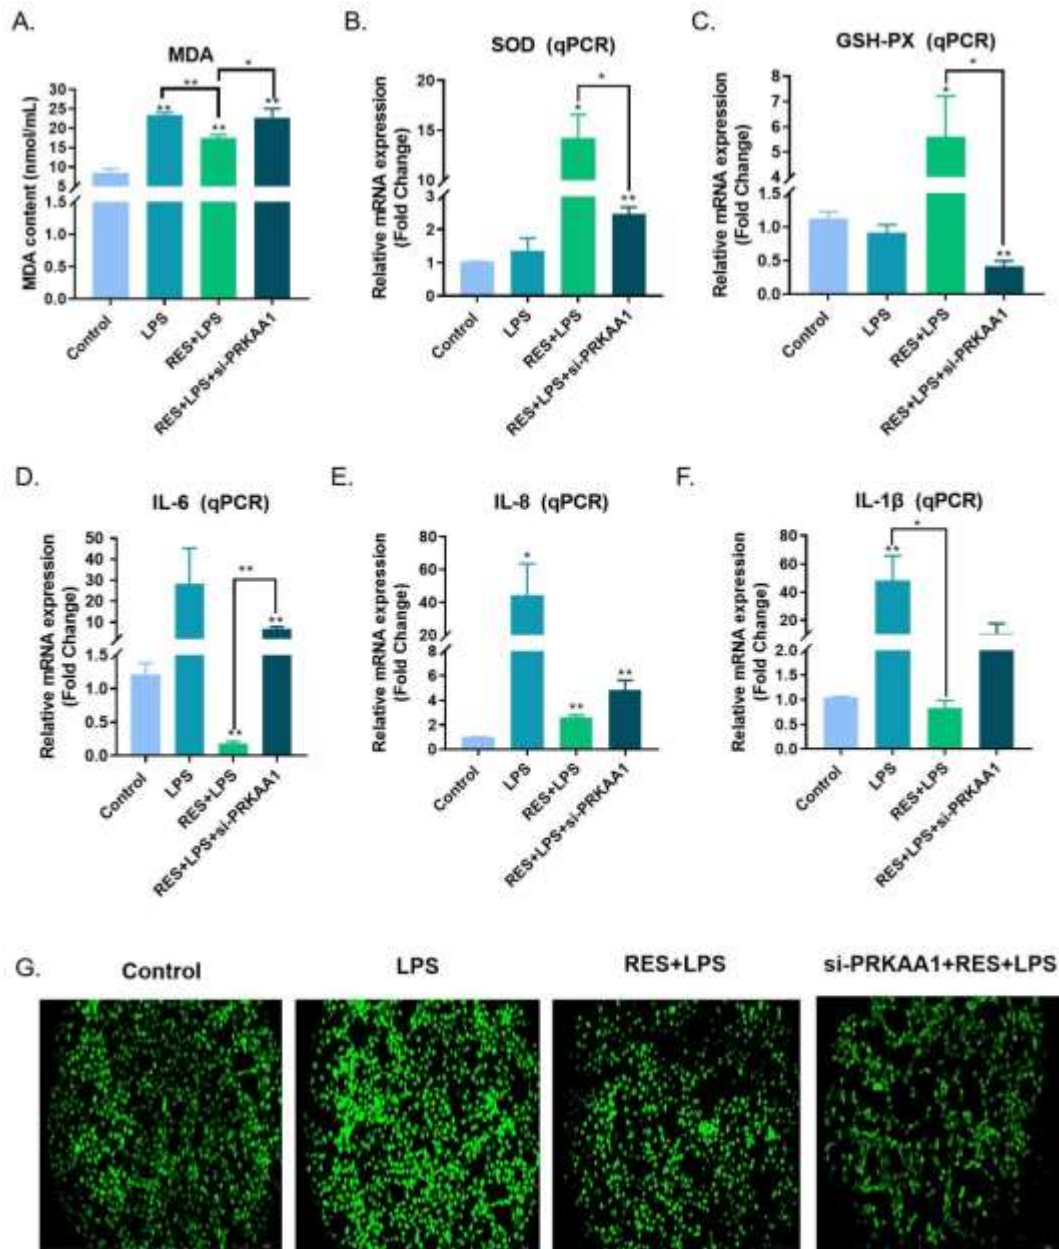 A.
MDA
MDA content (nmol/mL)
30
25
20
15
10
5
1.5
1.0
0.5
0.0
**
**
**
*
**
Control
LPS
RES+LPS
RES+LPS+si-PRKAA1
B.
SOD (qPCR)
Relative mRNA expression
(Fold Change)
20
15
10
3
2
1
0
*
*
**
Control
LPS
RES+LPS
RES+LPS+si-PRKAA1
C.
GSH-PX (qPCR)
Relative mRNA expression
(Fold Change)
8
7
6
5
4
1.5
1.0
0.5
0.0
*
*
**
Control
LPS
RES+LPS
RES+LPS+si-PRKAA1
D.
IL-6 (qPCR)
Relative mRNA expression
(Fold Change)
50
40
30
20
10
1.5
1.0
0.5
0.0
**
**
**
Control
LPS
RES+LPS
RES+LPS+si-PRKAA1
E.
IL-8 (qPCR)
Relative mRNA expression
(Fold Change)
80
60
40
20
8
6
4
2
0
*
**
**
Control
LPS
RES+LPS
RES+LPS+si-PRKAA1
F.
IL-1β (qPCR)
Relative mRNA expression
(Fold Change)
80
60
40
20
2.0
1.5
1.0
0.5
0.0
**
*
Control
LPS
RES+LPS
RES+LPS+si-PRKAA1
G.
Control
LPS
RES+LPS
si-PRKAA1+RES+LPS